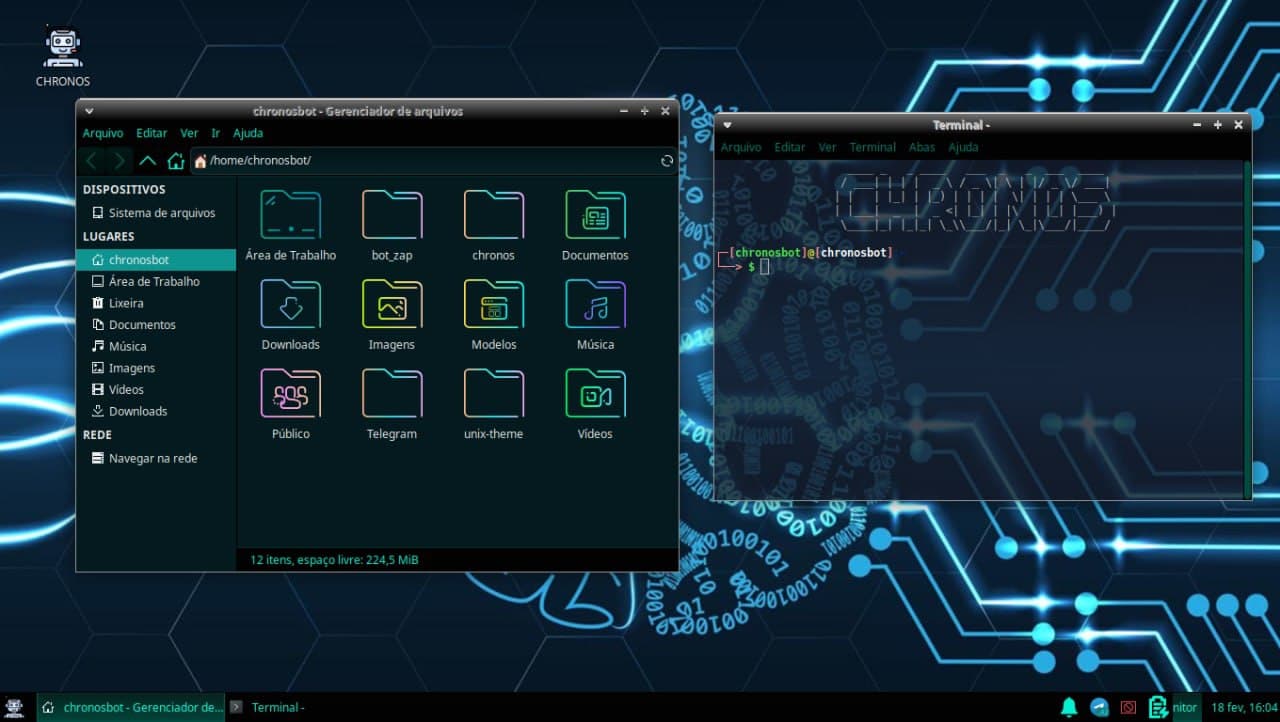 CHRONOS
chronosbot - Gerenciador de arquivos
Arquivo Editar Ver Ir Ajuda
/home/chronosbot/
DISPOSITIVOS
Sistema de arquivos
LUGARES
chronosbot
Área de Trabalho
Lixeira
Documentos
Música
Imagens
Vídeos
Downloads
REDE
Navegar na rede
Área de Trabalho bot_zap chronos Documentos
Downloads Imagens Modelos Música
Público Telegram unix-theme Vídeos
12 itens, espaço livre: 224,5 MiB
Terminal -
Arquivo Editar Ver Terminal Abas Ajuda
CHRONOS
[chronosbot]@[chronosbot] -
> $
chronosbot - Gerenciador de... Terminal - nitor 18 fev, 16:04